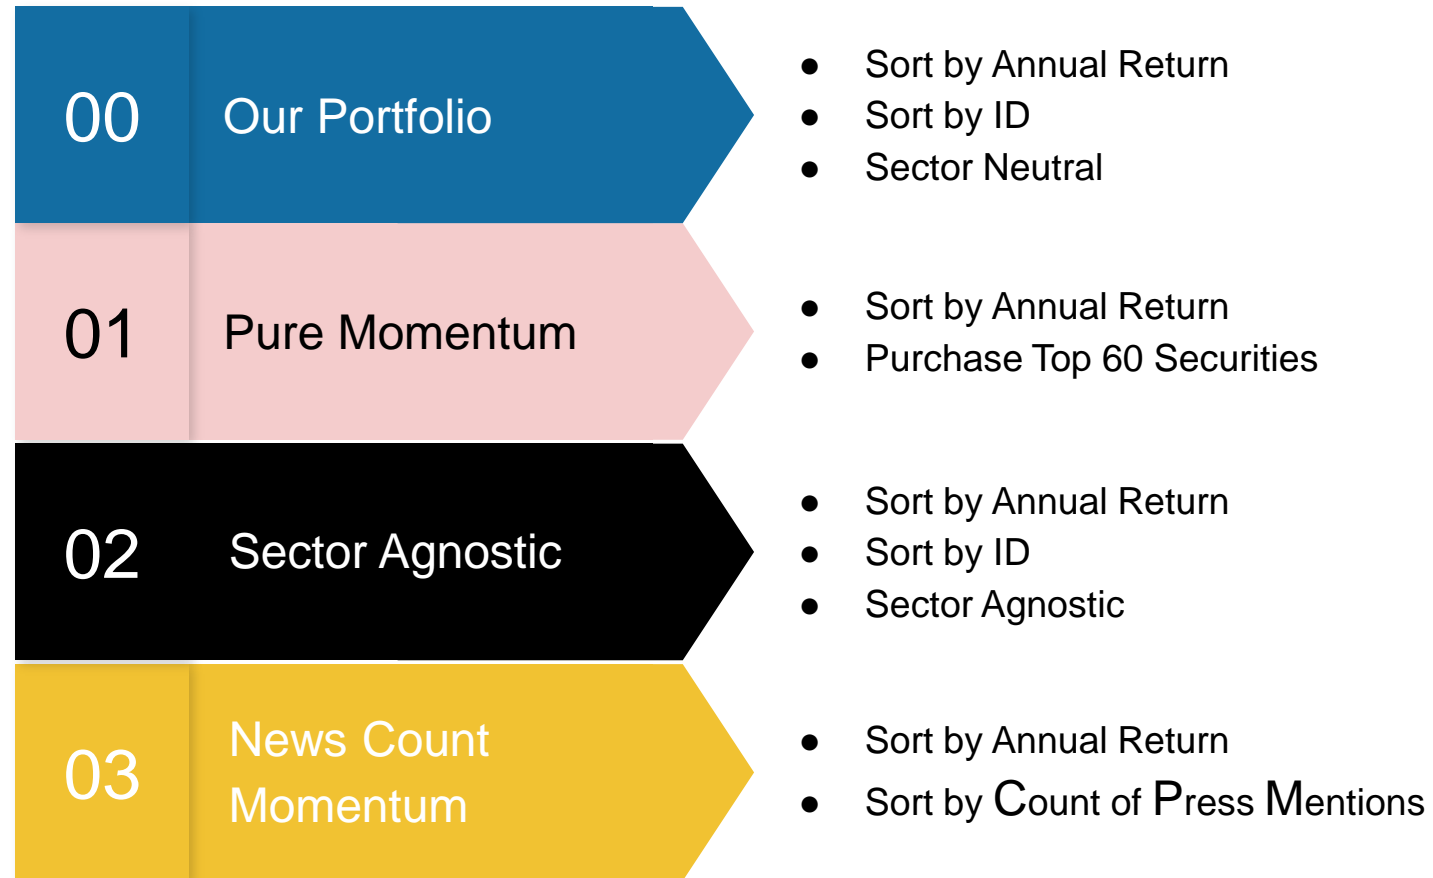 00
Our Portfolio
● Sort by Annual Return
● Sort by ID
● Sector Neutral
01
Pure Momentum
● Sort by Annual Return
● Purchase Top 60 Securities
02
Sector Agnostic
● Sort by Annual Return
● Sort by ID
● Sector Agnostic
03
News Count
Momentum
● Sort by Annual Return
● Sort by Count of Press Mentions